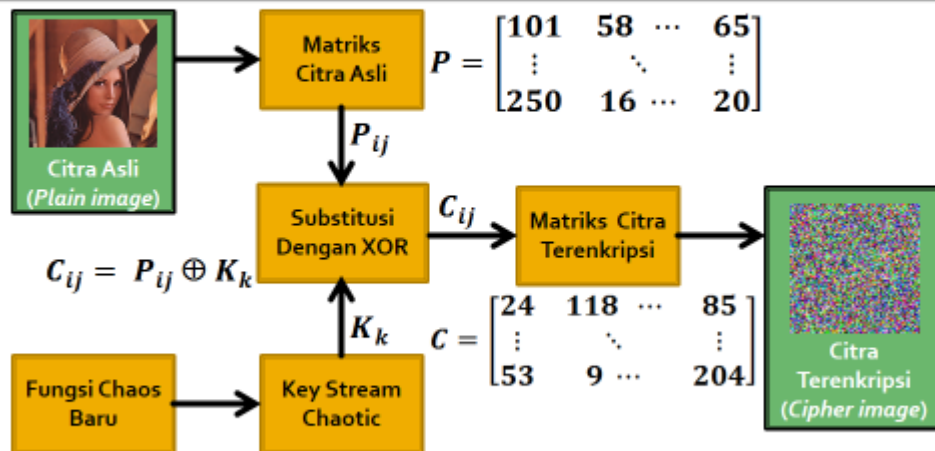 Citra Asli
(Plain image)
Matriks
Citra Asli
P = [101 58 ⋯ 65
⋮ ⋱ ⋮
250 16 ⋯ 20]
P_ij
Substitusi
Dengan XOR
C_ij
Matriks Citra
Terenkripsi
C_ij = P_ij ⊕ K_k
K_k
C = [24 118 ⋯ 85
⋮ ⋱ ⋮
53 9 ⋯ 204]
Citra
Terenkripsi
(Cipher image)
Fungsi Chaos
Baru
Key Stream
Chaotic